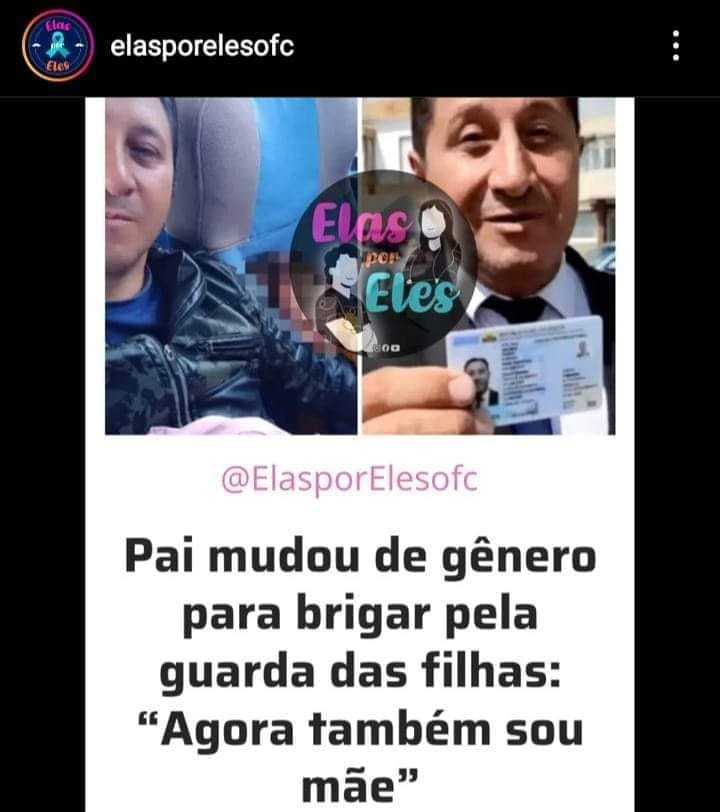 Elas
por
Eles
elasporelesofc
Elas
por
Eles
@ElasporElesofc
Pai mudou de gênero
para brigar pela
guarda das filhas:
“Agora também sou
mãe”